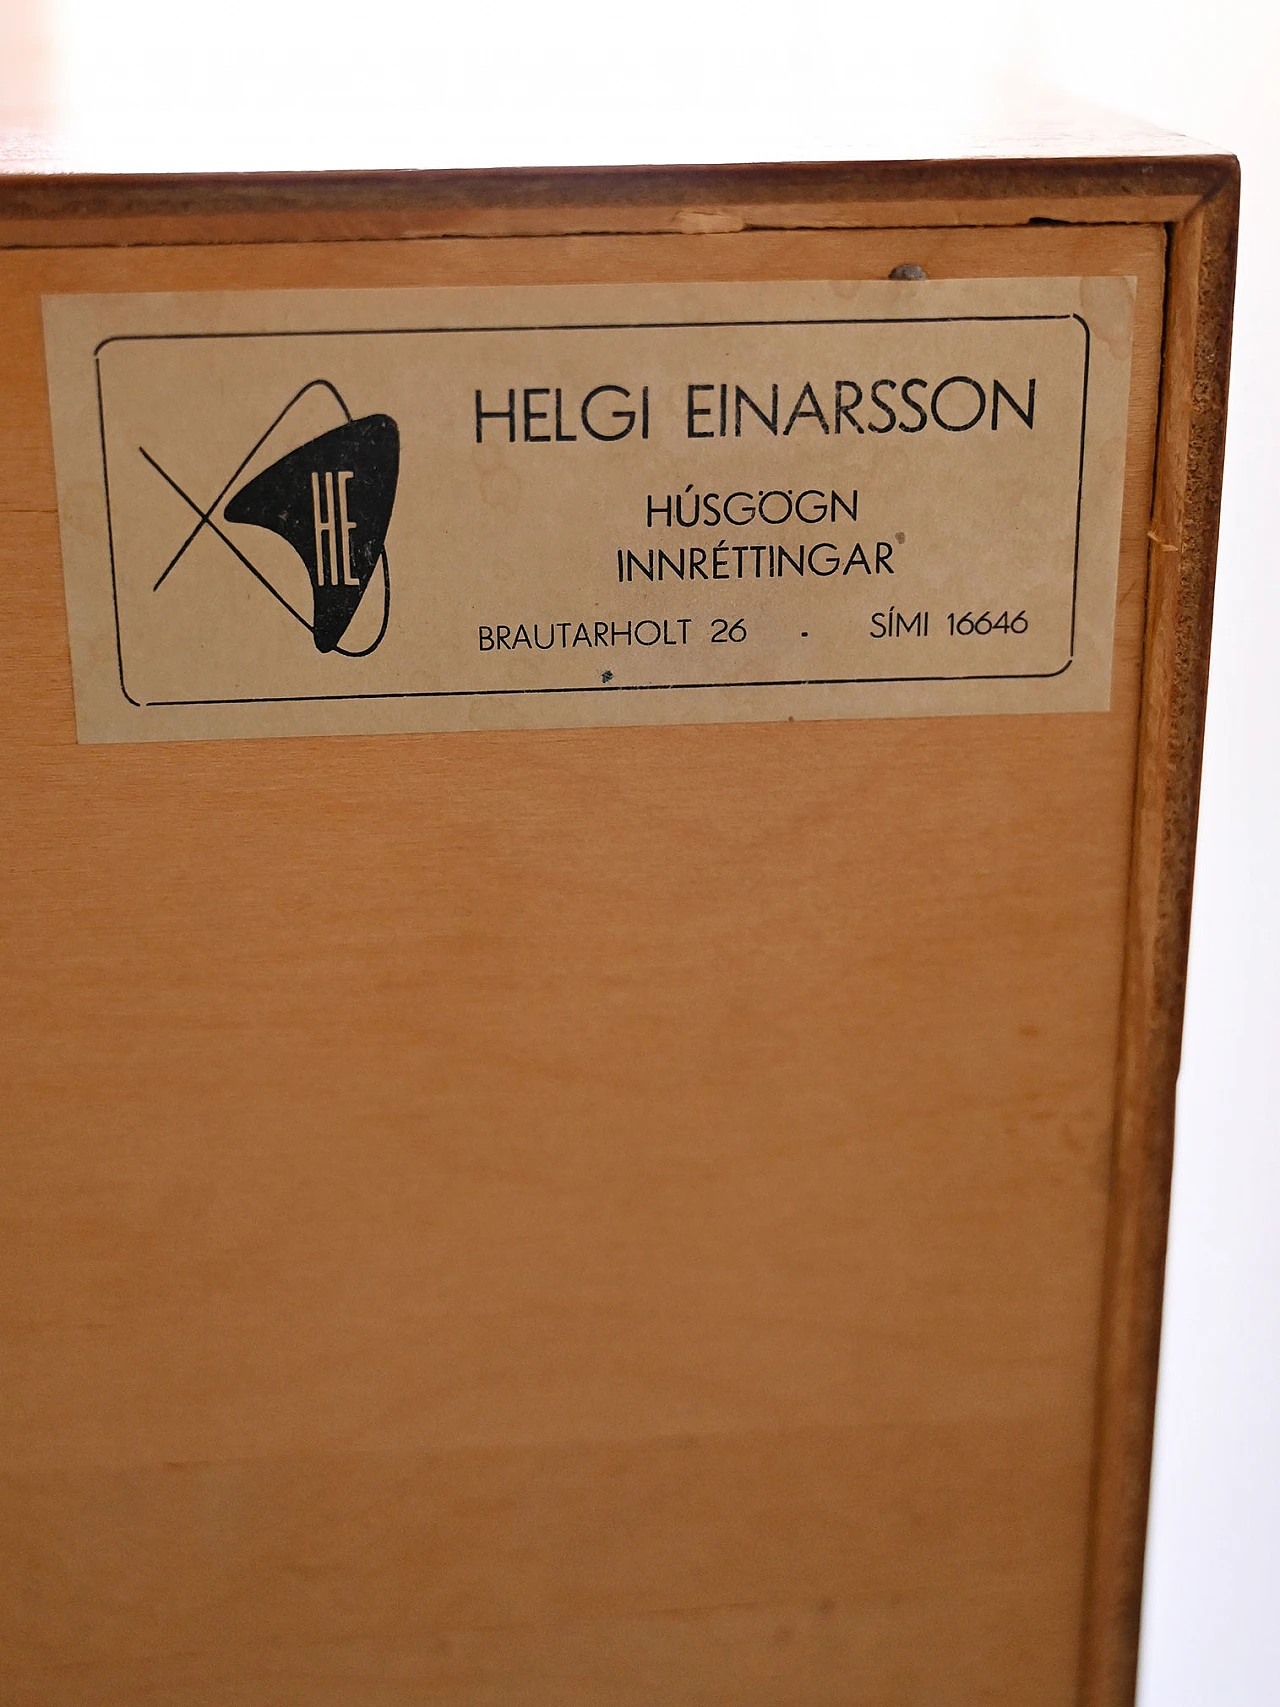 HE
HELGI EINARSSON
HÚSGÖGN
INNRÉTTINGAR
BRAUTARHOLT 26 . SÍMI 16646